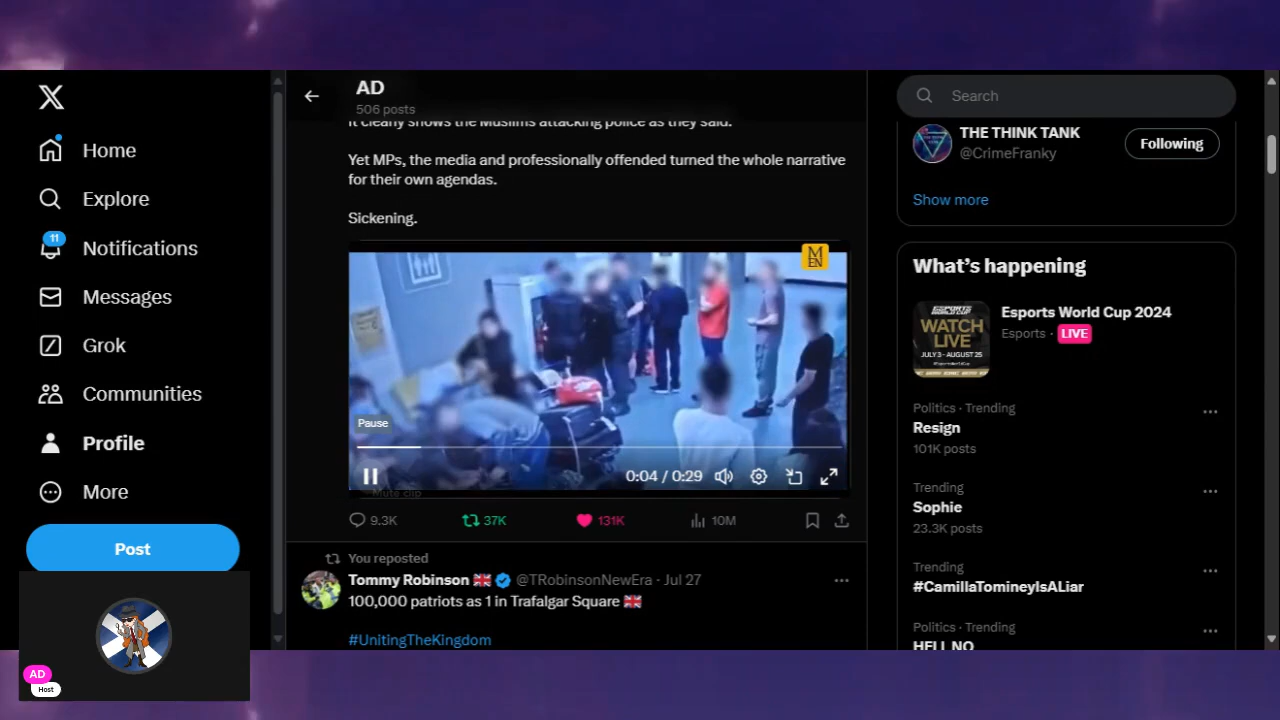 AD
506 posts
It clearly shows the Muslims attacking police as they said.
Yet MPs, the media and professionally offended turned the whole narrative
for their own agendas.
Sickening.
M
EN
Pause
0:04 / 0:29
Mute clip
9.3K
37K
131K
10M
You reposted
Tommy Robinson 🇬🇧 @TRobinsonNewEra · Jul 27
100,000 patriots as 1 in Trafalgar Square 🇬🇧
#UnitingTheKingdom
X
Home
Explore
11
Notifications
Messages
Grok
Communities
Profile
More
Post
AD
Host
Search
THE THINK TANK
@CrimeFranky
Following
Show more
What's happening
ESPORTS
WORLD CUP
WATCH
LIVE
JULY 3 - AUGUST 25
Esports World Cup 2024
Esports · LIVE
Politics · Trending
Resign
101K posts
Trending
Sophie
23.3K posts
Trending
#CamillaTomineyIsALiar
Politics · Trending
HELL NO